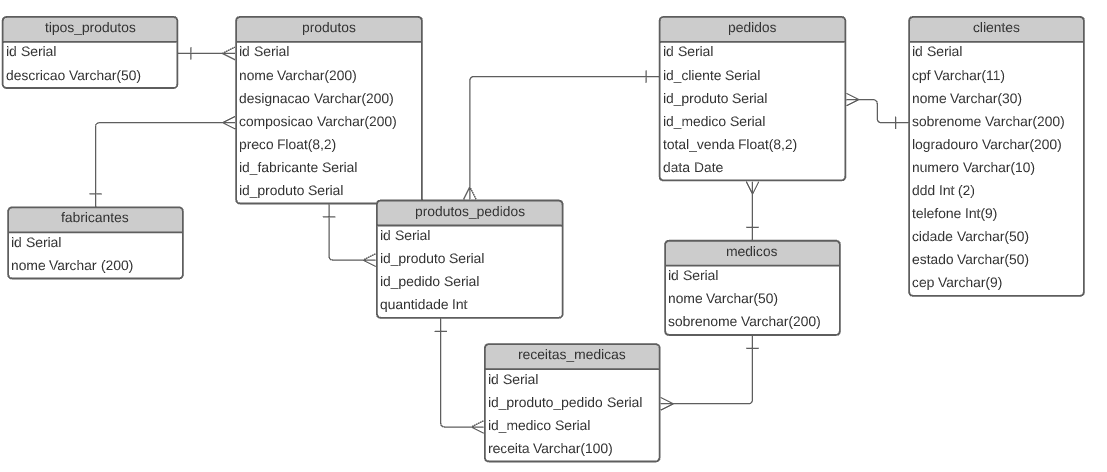 tipos_produtos
id Serial
descricao Varchar(50)
produtos
id Serial
nome Varchar(200)
designacao Varchar(200)
composicao Varchar(200)
preco Float(8,2)
id_fabricante Serial
id_produto Serial
pedidos
id Serial
id_cliente Serial
id_produto Serial
id_medico Serial
total_venda Float(8,2)
data Date
clientes
id Serial
cpf Varchar(11)
nome Varchar(30)
sobrenome Varchar(200)
logradouro Varchar(200)
numero Varchar(10)
ddd Int (2)
telefone Int(9)
cidade Varchar(50)
estado Varchar(50)
cep Varchar(9)
fabricantes
id Serial
nome Varchar (200)
produtos_pedidos
id Serial
id_produto Serial
id_pedido Serial
quantidade Int
medicos
id Serial
nome Varchar(50)
sobrenome Varchar(200)
receitas_medicas
id Serial
id_produto_pedido Serial
id_medico Serial
receita Varchar(100)